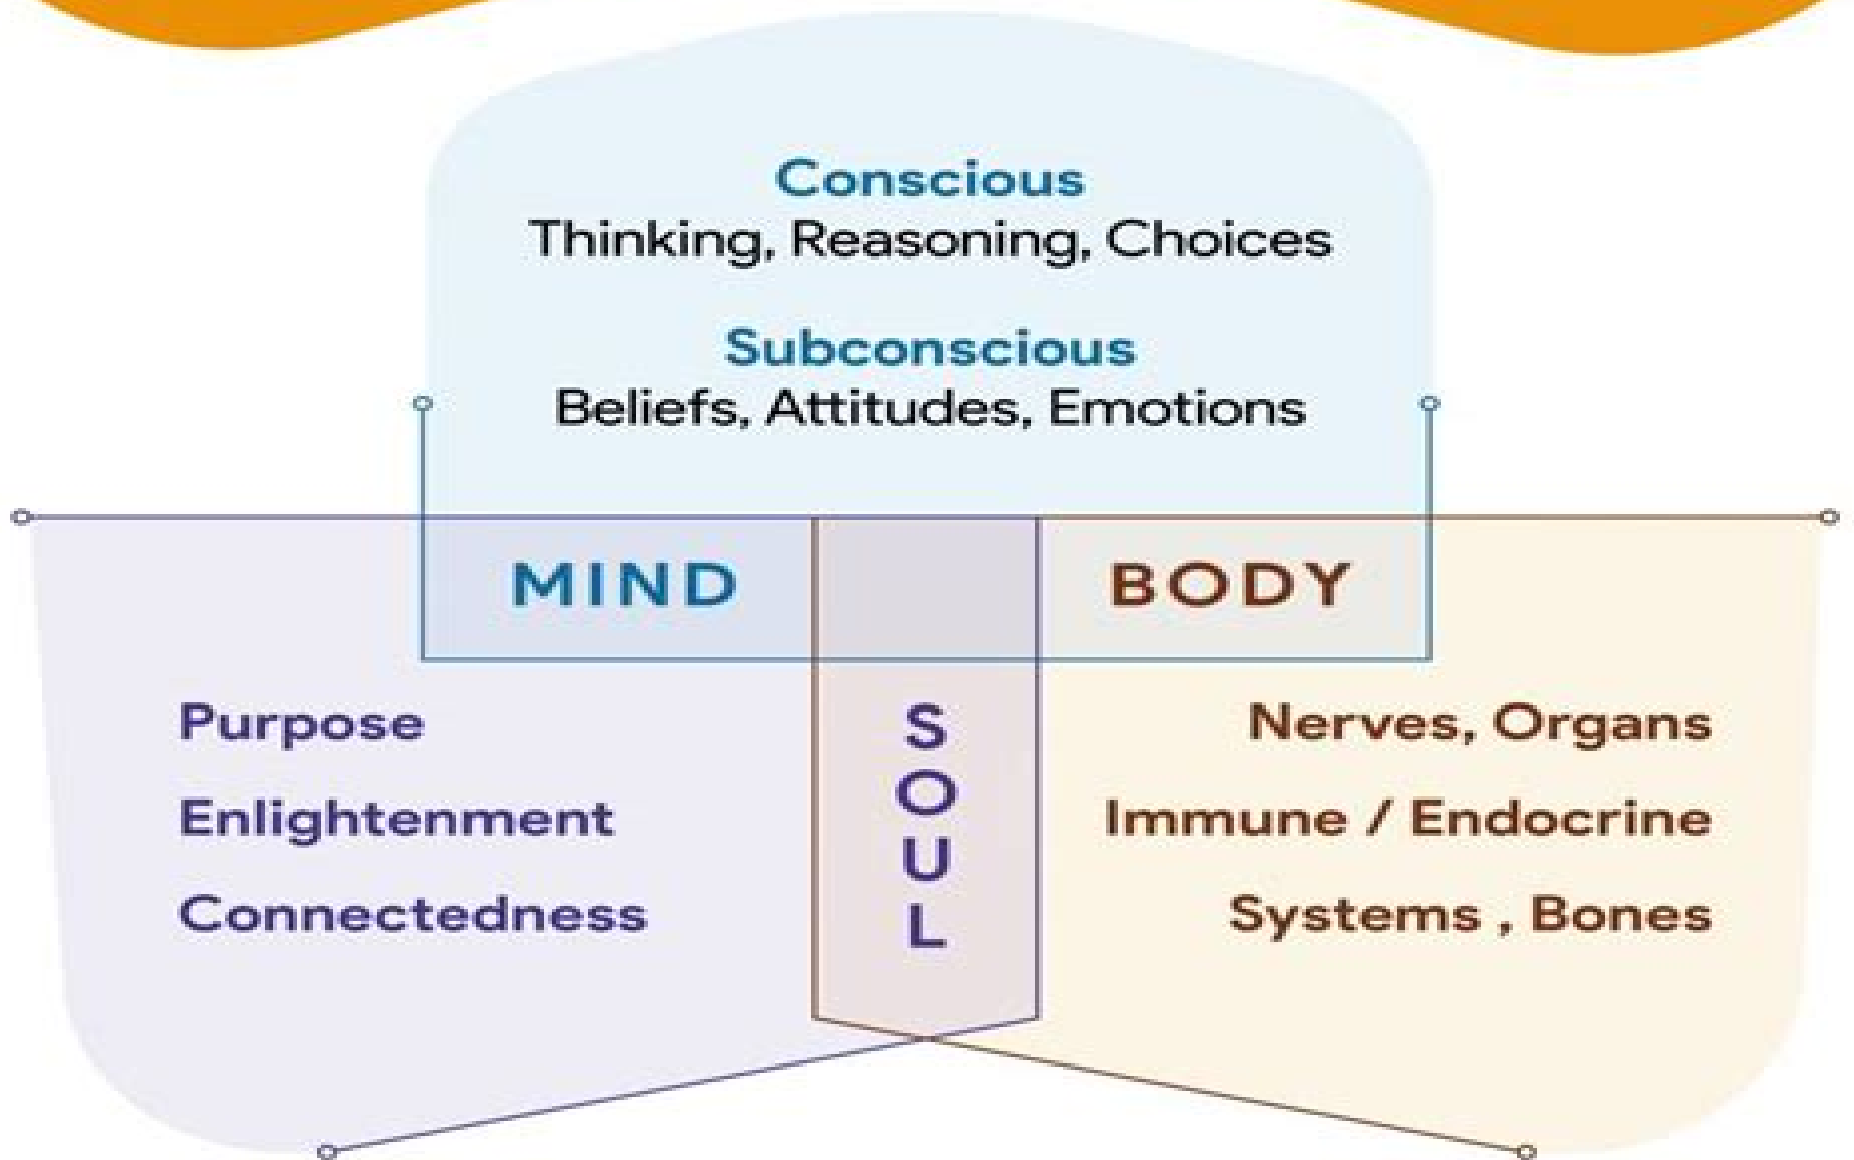 Conscious
Thinking, Reasoning, Choices
Subconscious
Beliefs, Attitudes, Emotions
MIND
BODY
Purpose
Enlightenment
Connectedness
SOUL
Nerves, Organs
Immune / Endocrine
Systems , Bones